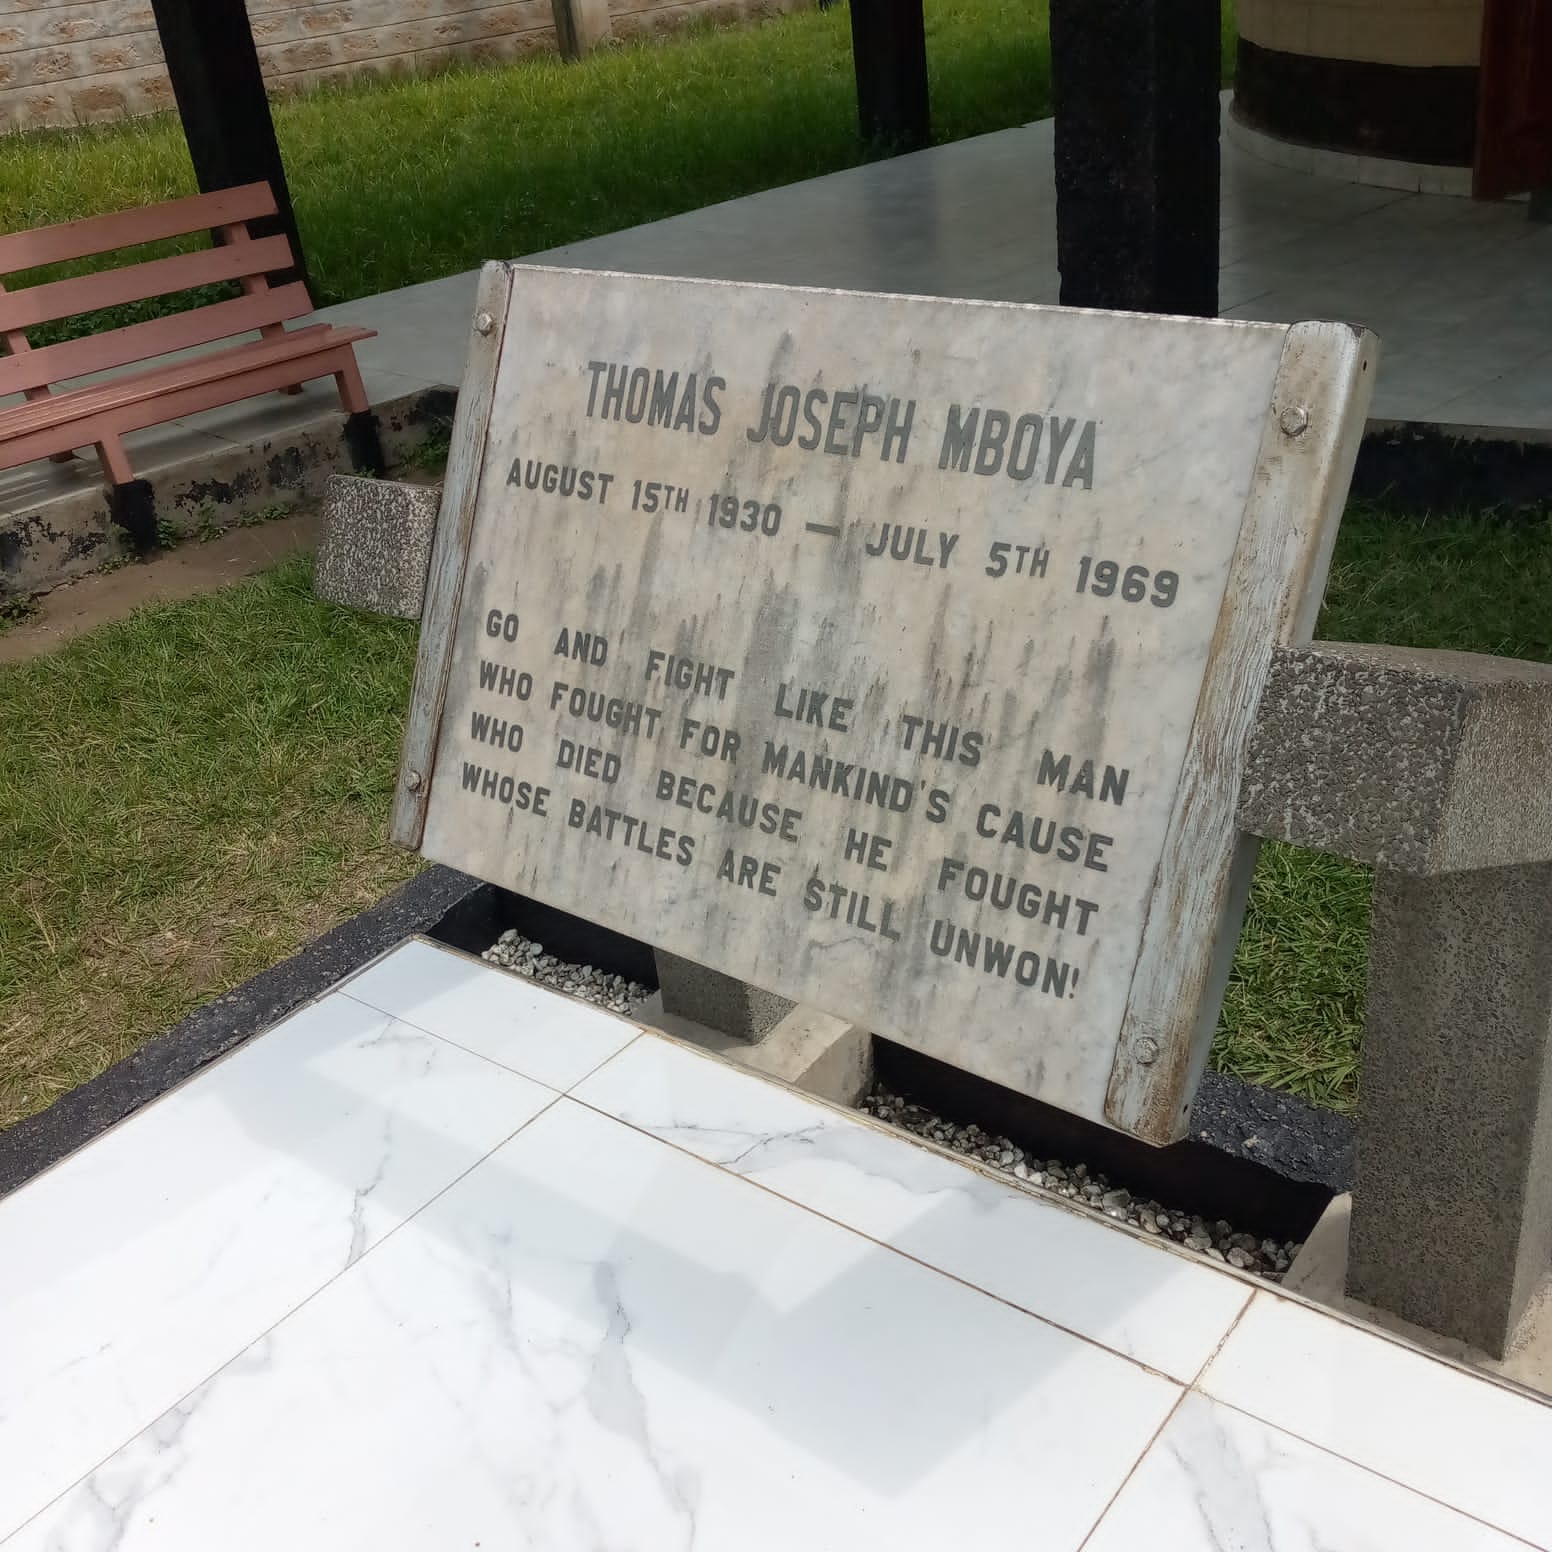 THOMAS JOSEPH MBOYA
AUGUST 15TH 1930 — JULY 5TH 1969
GO AND FIGHT LIKE THIS MAN
WHO FOUGHT FOR MANKIND'S CAUSE
WHO DIED BECAUSE HE FOUGHT
WHOSE BATTLES ARE STILL UNWON!